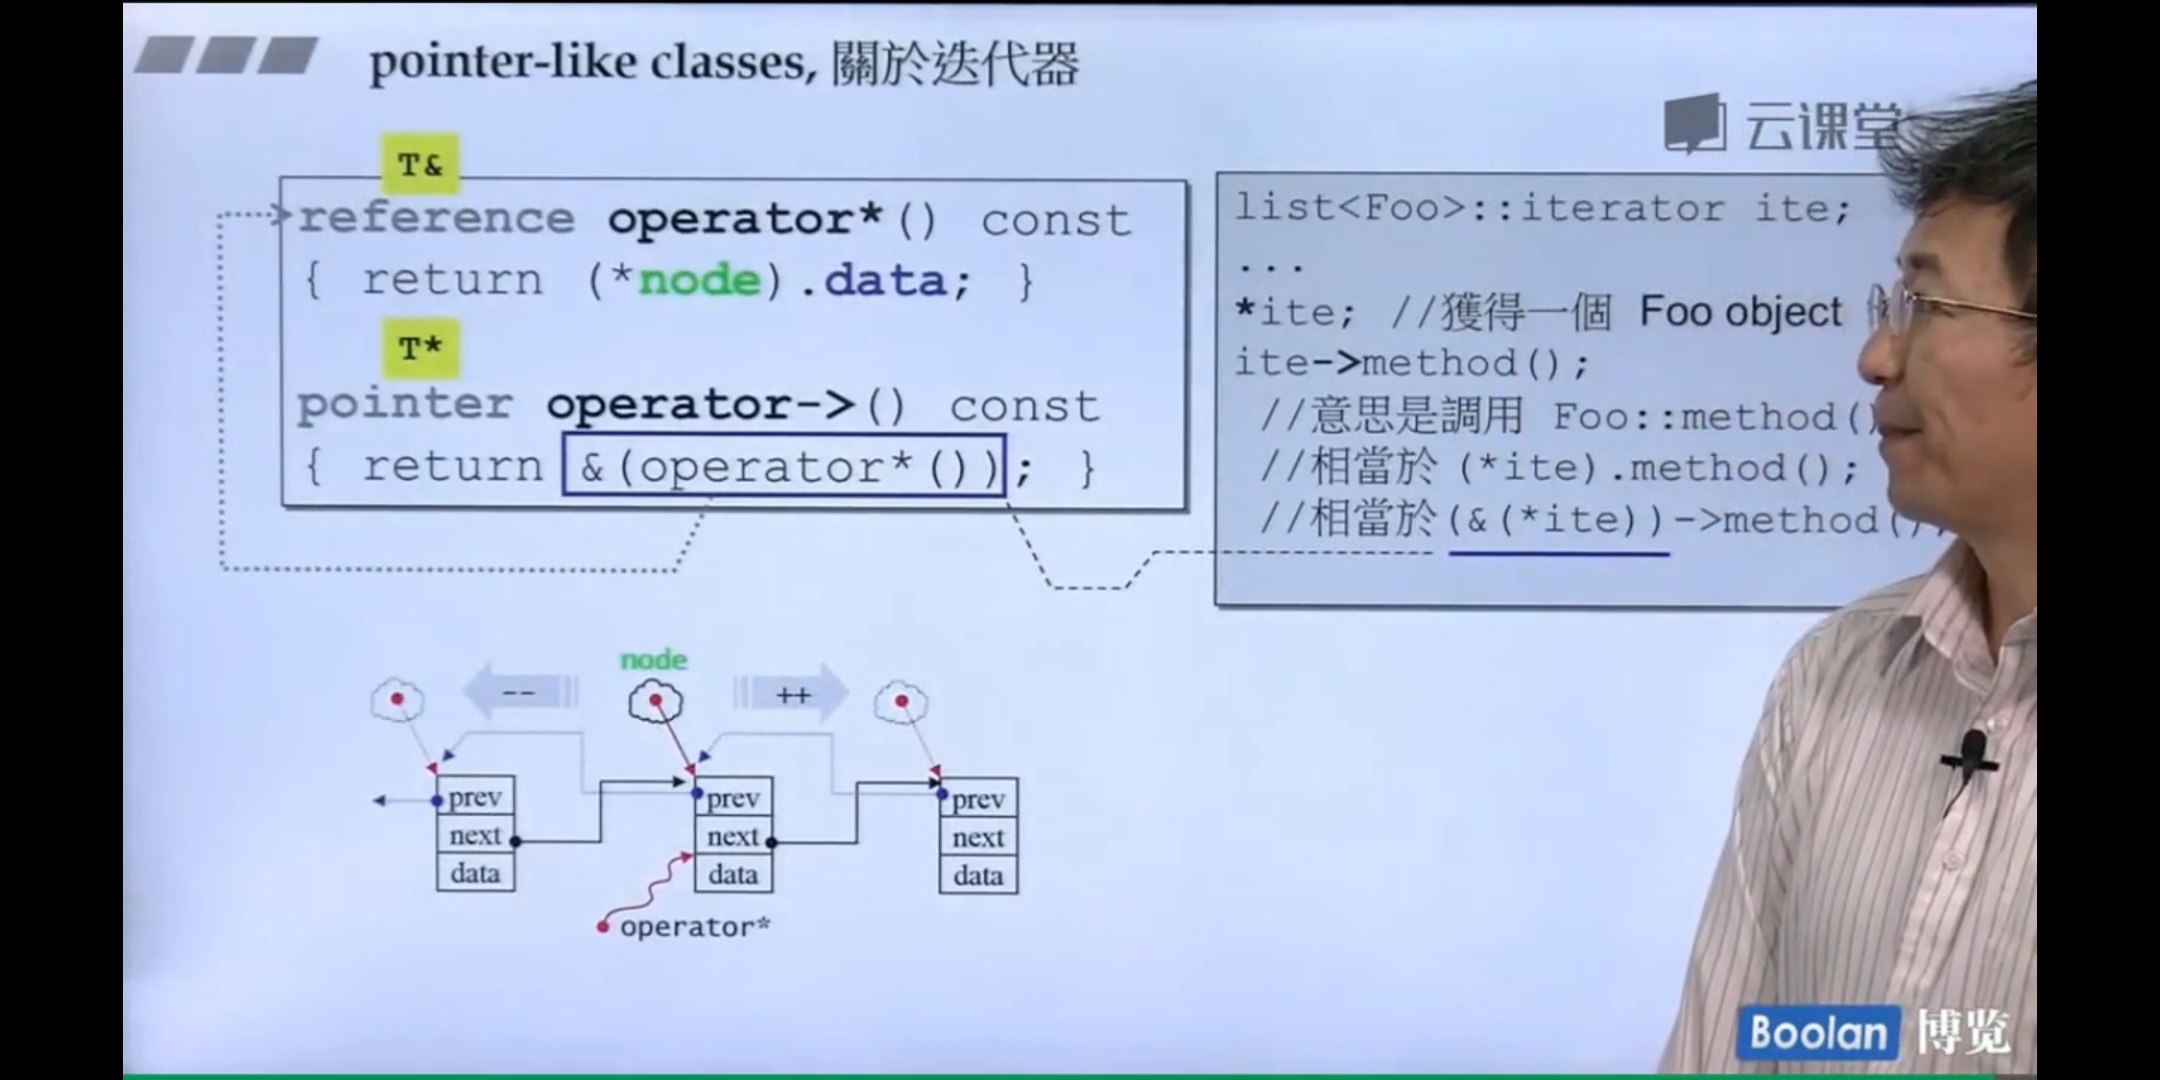 pointer-like classes, 關於迭代器
云课堂
T&
reference operator*() const
{ return (*node).data; }
T*
pointer operator->() const
{ return &(operator*()); }
list<Foo>::iterator ite;
...
*ite; //獲得一個 Foo object
ite->method();
//意思是調用 Foo::method()
//相當於 (*ite).method();
//相當於 (&(*ite))->method();
node
-- ++
prev prev prev
next next next
data data data
operator*
Boolan 博览